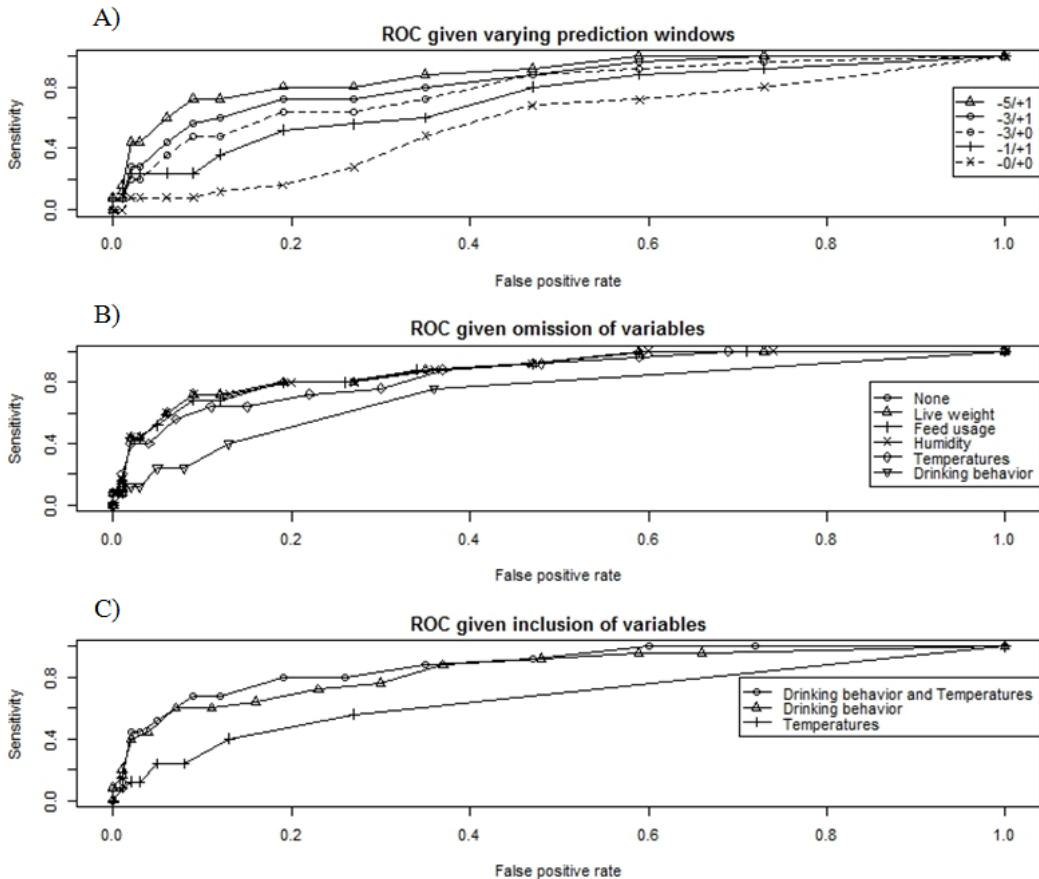 A)
ROC given varying prediction windows
Sensitivity
0.0 0.4 0.8
-5/+1
-3/+1
-3/+0
-1/+1
-0/+0
0.0 0.2 0.4 0.6 0.8 1.0
False positive rate
B)
ROC given omission of variables
Sensitivity
0.0 0.4 0.8
None
Live weight
Feed usage
Humidity
Temperatures
Drinking behavior
0.0 0.2 0.4 0.6 0.8 1.0
False positive rate
C)
ROC given inclusion of variables
Sensitivity
0.0 0.4 0.8
Drinking behavior and Temperatures
Drinking behavior
Temperatures
0.0 0.2 0.4 0.6 0.8 1.0
False positive rate